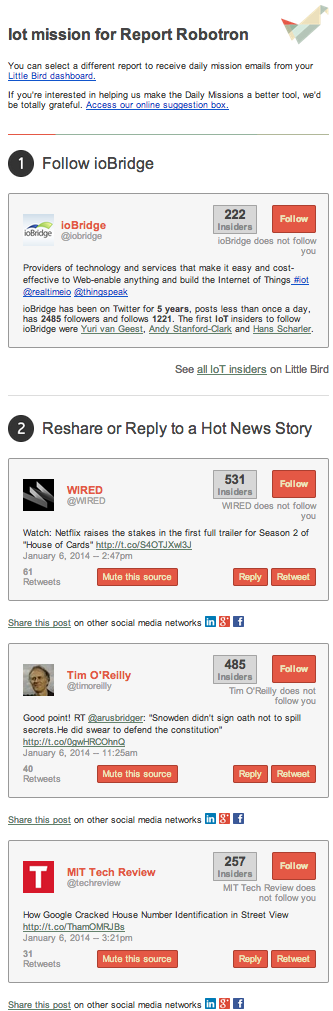 Iot mission for Report Robotron
You can select a different report to receive daily mission emails from your
Little Bird dashboard.
If you're interested in helping us make the Daily Missions a better tool, we'd
be totally grateful. Access our online suggestion box.
1 Follow ioBridge
ioBridge
ioBridge
@iobridge
222
Insiders
Follow
ioBridge does not follow
you
Providers of technology and services that make it easy and cost-
effective to Web-enable anything and build the Internet of Things #iot
@realtimeio @thingspeak
ioBridge has been on Twitter for 5 years, posts less than once a day,
has 2485 followers and follows 1221. The first IoT insiders to follow
ioBridge were Yuri van Geest, Andy Stanford-Clark and Hans Scharler.
See all IoT insiders on Little Bird
2 Reshare or Reply to a Hot News Story
WIRED
@WIRED
531
Insiders
Follow
WIRED does not follow
you
Watch: Netflix raises the stakes in the first full trailer for Season 2 of
"House of Cards" http://t.co/S4OTJXwl3J
January 6, 2014 -- 2:47pm
61
Retweets
Mute this source
Reply Retweet
Share this post on other social media networks in g+ f
Tim O'Reilly
@timoreilly
485
Insiders
Follow
Tim O'Reilly does not
follow you
Good point! RT @arusbridger: "Snowden didn't sign oath not to spill
secrets.He did swear to defend the constitution"
http://t.co/0gwHRCOhnQ
January 6, 2014 -- 11:25am
40
Retweets
Mute this source
Reply Retweet
Share this post on other social media networks in g+ f
T
MIT Tech Review
@techreview
257
Insiders
Follow
MIT Tech Review does
not follow you
How Google Cracked House Number Identification in Street View
http://t.co/ThamOMRJBs
January 6, 2014 -- 3:21pm
31
Retweets
Mute this source
Reply Retweet
Share this post on other social media networks in g+ f